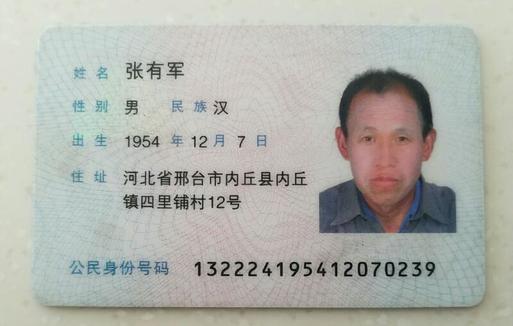 姓名 张有军
性别 男 民族 汉
出生 1954 年 12 月 7 日
住址 河北省邢台市内丘县内丘
镇四里铺村12号
公民身份号码 132224195412070239